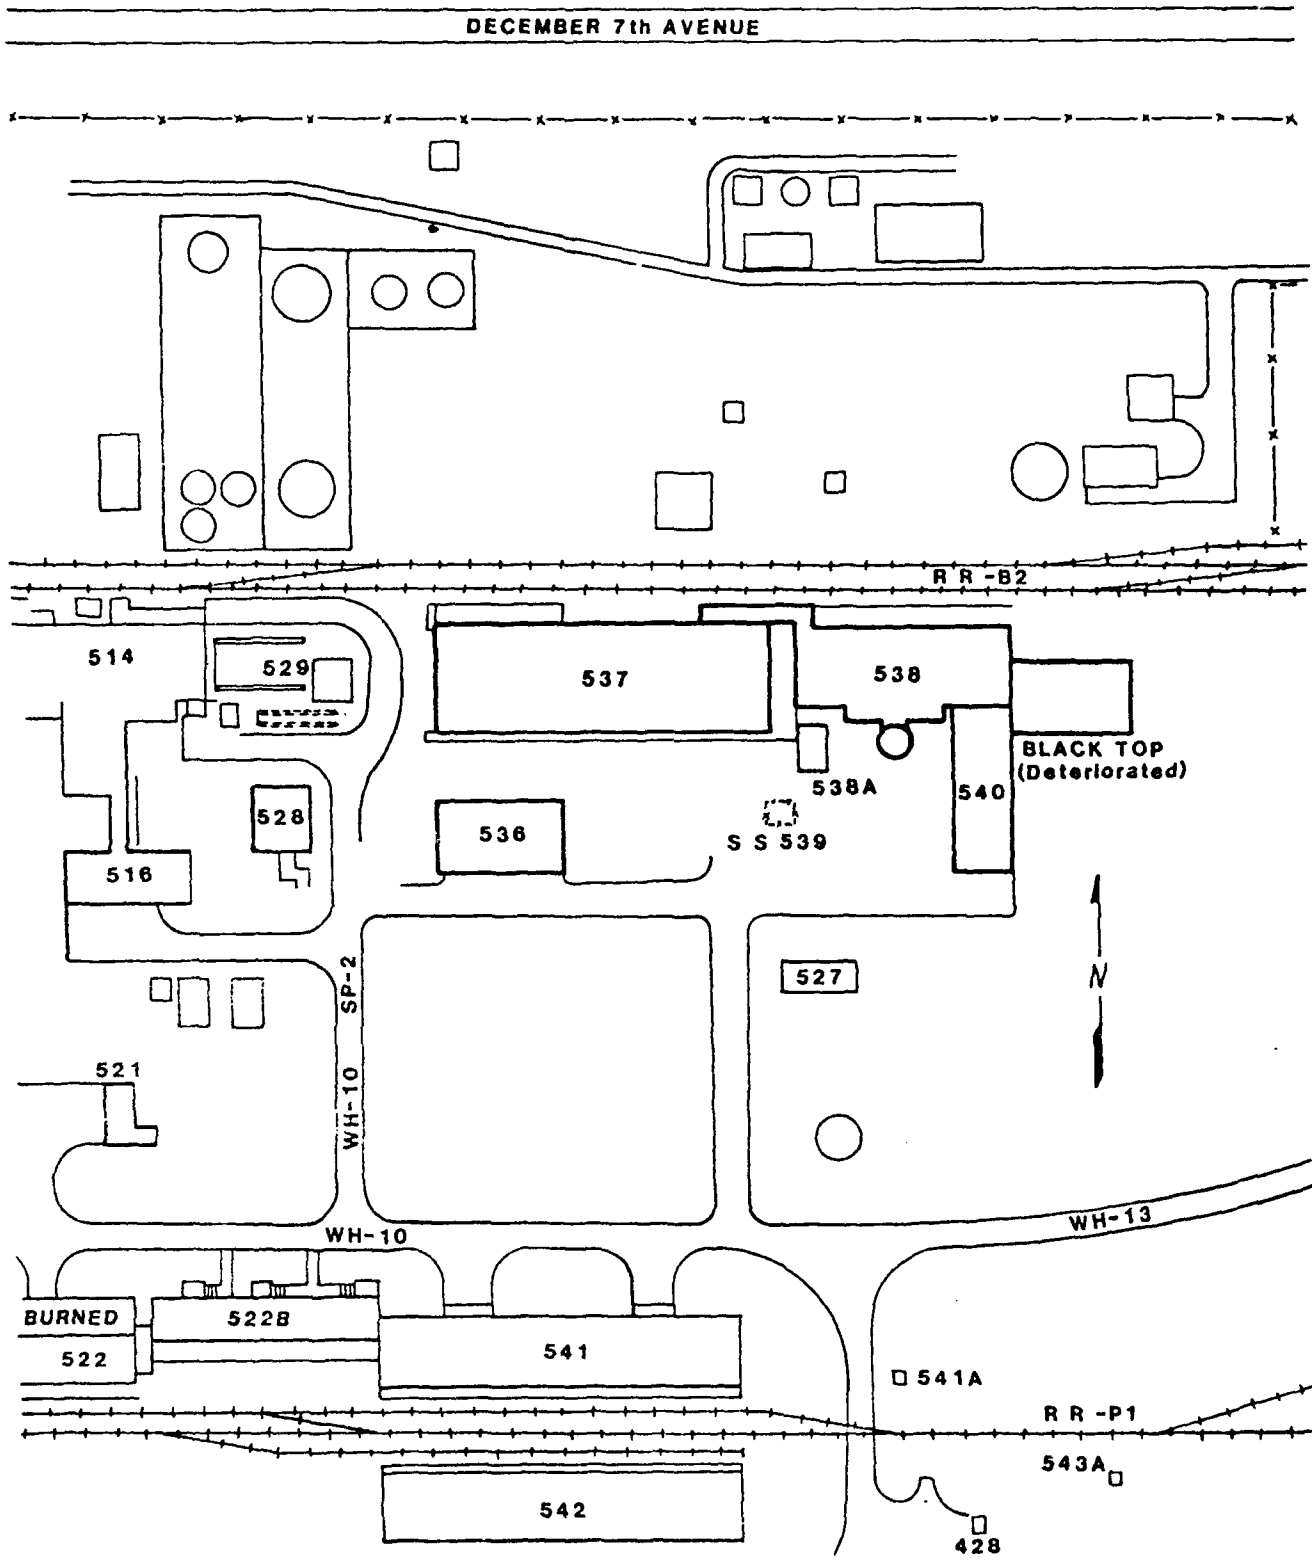 DECEMBER 7th AVENUE
R R -B2
514
529
537
538
BLACK TOP
(Deteriorated)
538A
540
528
536
S S 539
516
N
527
SP-2
WH-10
521
WH-13
WH-10
BURNED
522B
522
541
541A
R R -P1
543A
542
428